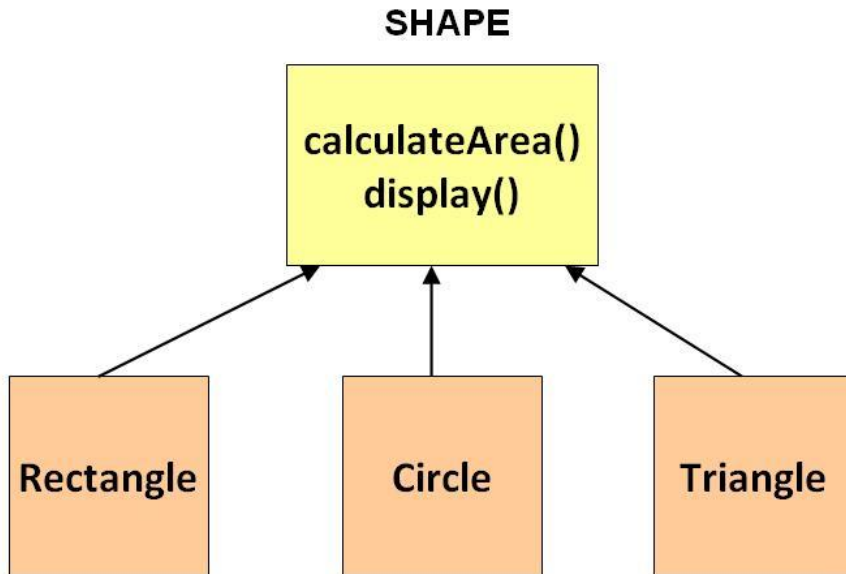 SHAPE
calculateArea()
display()
Rectangle
Circle
Triangle